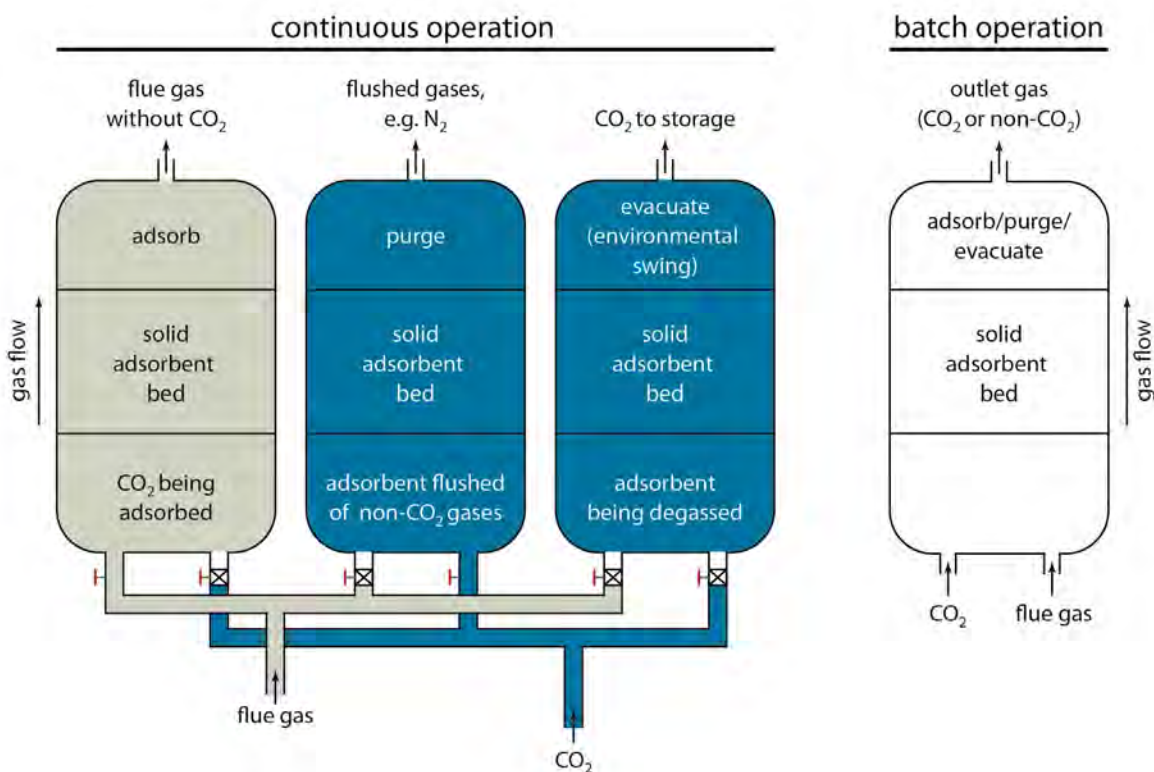 continuous operation
batch operation
flue gas
without CO₂
flushed gases,
e.g. N₂
CO₂ to storage
outlet gas
(CO₂ or non-CO₂)
adsorb
purge
evacuate
(environmental
swing)
adsorb/purge/
evacuate
gas flow
solid
adsorbent
bed
solid
adsorbent
bed
solid
adsorbent
bed
solid
adsorbent
bed
gas flow
CO₂ being
adsorbed
adsorbent flushed
of non-CO₂ gases
adsorbent
being degassed
CO₂
flue gas
flue gas
CO₂